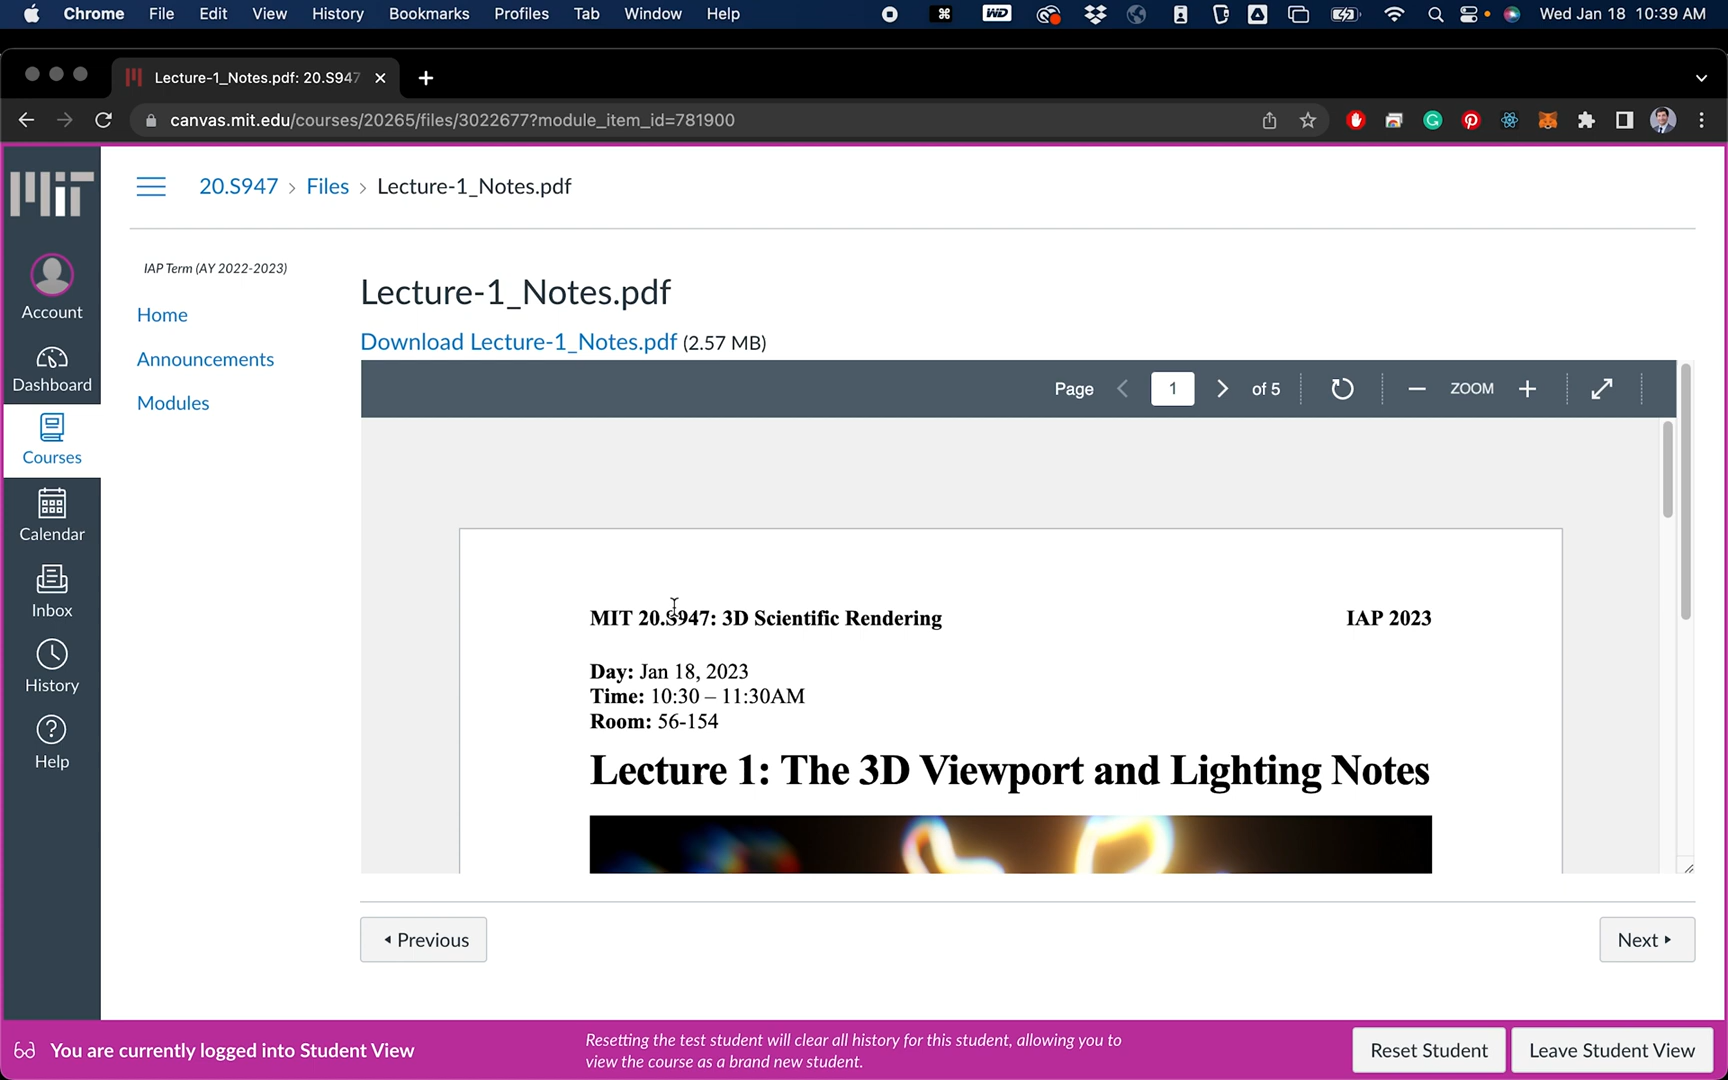 Chrome File Edit View History Bookmarks Profiles Tab Window Help Wed Jan 18 10:39 AM
Lecture-1_Notes.pdf: 20.S947
canvas.mit.edu/courses/20265/files/3022677?module_item_id=781900
MIT
20.S947 › Files › Lecture-1_Notes.pdf
IAP Term (AY 2022-2023)
Home
Announcements
Modules
Account
Dashboard
Courses
Calendar
Inbox
History
Help
Lecture-1_Notes.pdf
Download Lecture-1_Notes.pdf (2.57 MB)
Page 1 of 5 ZOOM
MIT 20.S947: 3D Scientific Rendering IAP 2023
Day: Jan 18, 2023
Time: 10:30 – 11:30AM
Room: 56-154
Lecture 1: The 3D Viewport and Lighting Notes
Previous Next
You are currently logged into Student View
Resetting the test student will clear all history for this student, allowing you to
view the course as a brand new student.
Reset Student Leave Student View